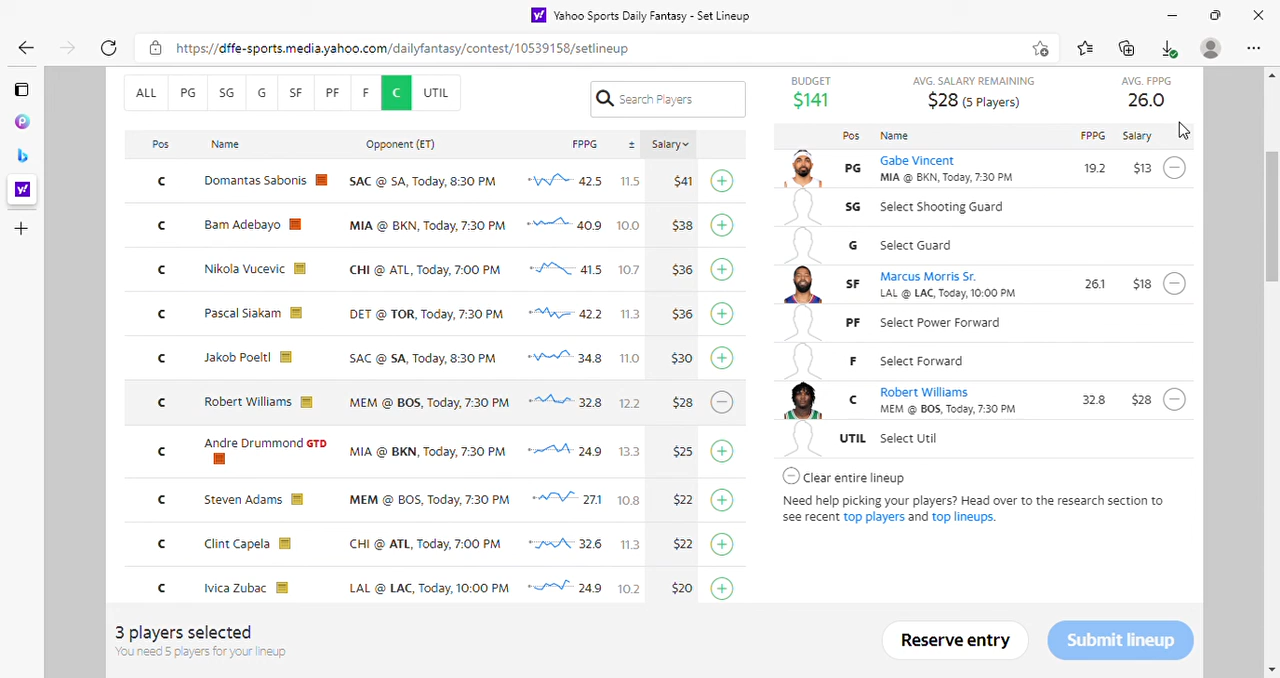 Yahoo Sports Daily Fantasy - Set Lineup
https://dffe-sports.media.yahoo.com/dailyfantasy/contest/10539158/setlineup
ALL PG SG G SF PF F C UTIL
Search Players
BUDGET AVG. SALARY REMAINING AVG. FPPG
$141 $28 (5 Players) 26.0
Pos Name Opponent (ET) FPPG ± Salary
C Domantas Sabonis SAC @ SA, Today, 8:30 PM 42.5 11.5 $41
C Bam Adebayo MIA @ BKN, Today, 7:30 PM 40.9 10.0 $38
C Nikola Vucevic CHI @ ATL, Today, 7:00 PM 41.5 10.7 $36
C Pascal Siakam DET @ TOR, Today, 7:30 PM 42.2 11.3 $36
C Jakob Poeltl SAC @ SA, Today, 8:30 PM 34.8 11.0 $30
C Robert Williams MEM @ BOS, Today, 7:30 PM 32.8 12.2 $28
C Andre Drummond GTD MIA @ BKN, Today, 7:30 PM 24.9 13.3 $25
C Steven Adams MEM @ BOS, Today, 7:30 PM 27.1 10.8 $22
C Clint Capela CHI @ ATL, Today, 7:00 PM 32.6 11.3 $22
C Ivica Zubac LAL @ LAC, Today, 10:00 PM 24.9 10.2 $20
Pos Name FPPG Salary
PG Gabe Vincent 19.2 $13
MIA @ BKN, Today, 7:30 PM
SG Select Shooting Guard
G Select Guard
SF Marcus Morris Sr. 26.1 $18
LAL @ LAC, Today, 10:00 PM
PF Select Power Forward
F Select Forward
C Robert Williams 32.8 $28
MEM @ BOS, Today, 7:30 PM
UTIL Select Util
Clear entire lineup
Need help picking your players? Head over to the research section to
see recent top players and top lineups.
3 players selected
You need 5 players for your lineup
Reserve entry
Submit lineup